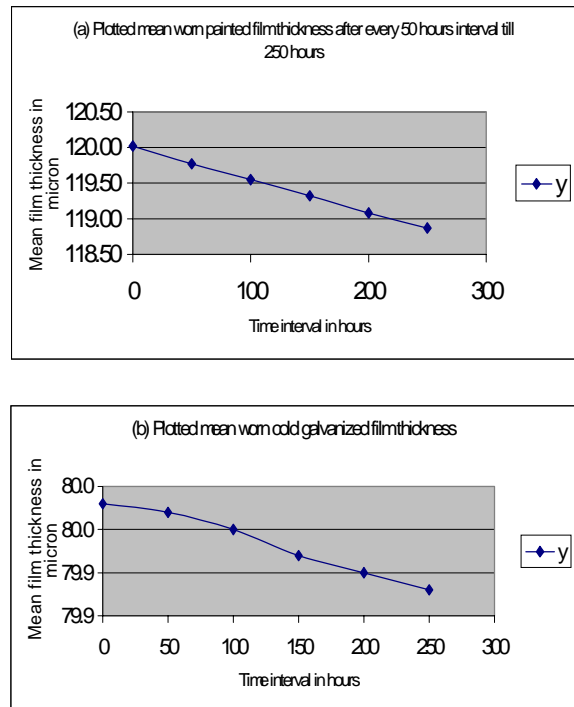 (a) Plotted mean worn painted film thickness after every 50 hours interval till
250 hours
Mean film thickness in
micron
120.50
120.00
119.50
119.00
118.50
0 100 200 300
Time interval in hours
y
(b) Plotted mean worn cold galvanized film thickness
Mean film thickness in
micron
80.0
80.0
79.9
79.9
0 50 100 150 200 250 300
Time interval in hours
y